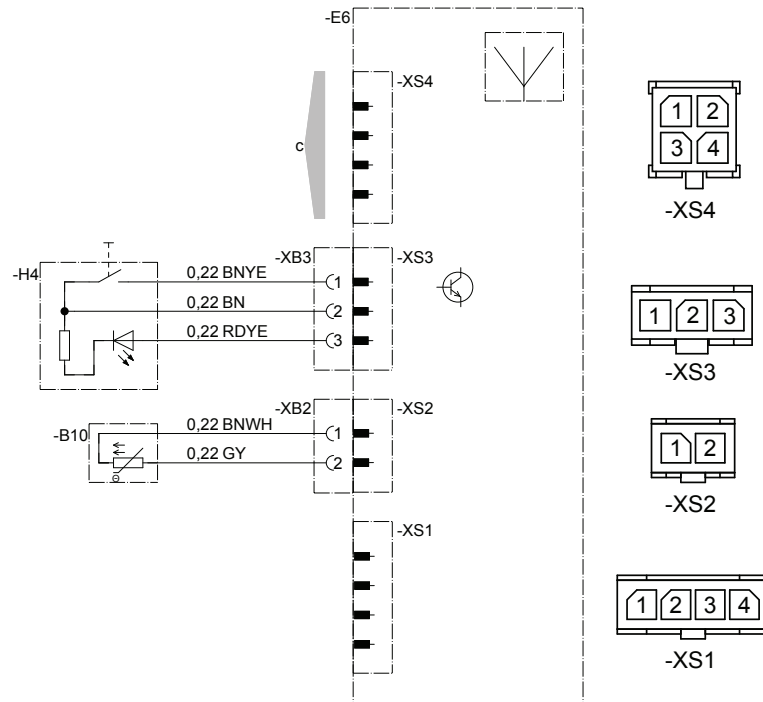 -E6
-XS4
c
1 2
3 4
-XS4
-H4
0,22 BNYE
0,22 BN
0,22 RDYE
-XB3
1
2
3
-XS3
1 2 3
-XS3
-B10
0,22 BNWH
0,22 GY
-XB2
1
2
-XS2
ϴ
1 2
-XS2
-XS1
1 2 3 4
-XS1